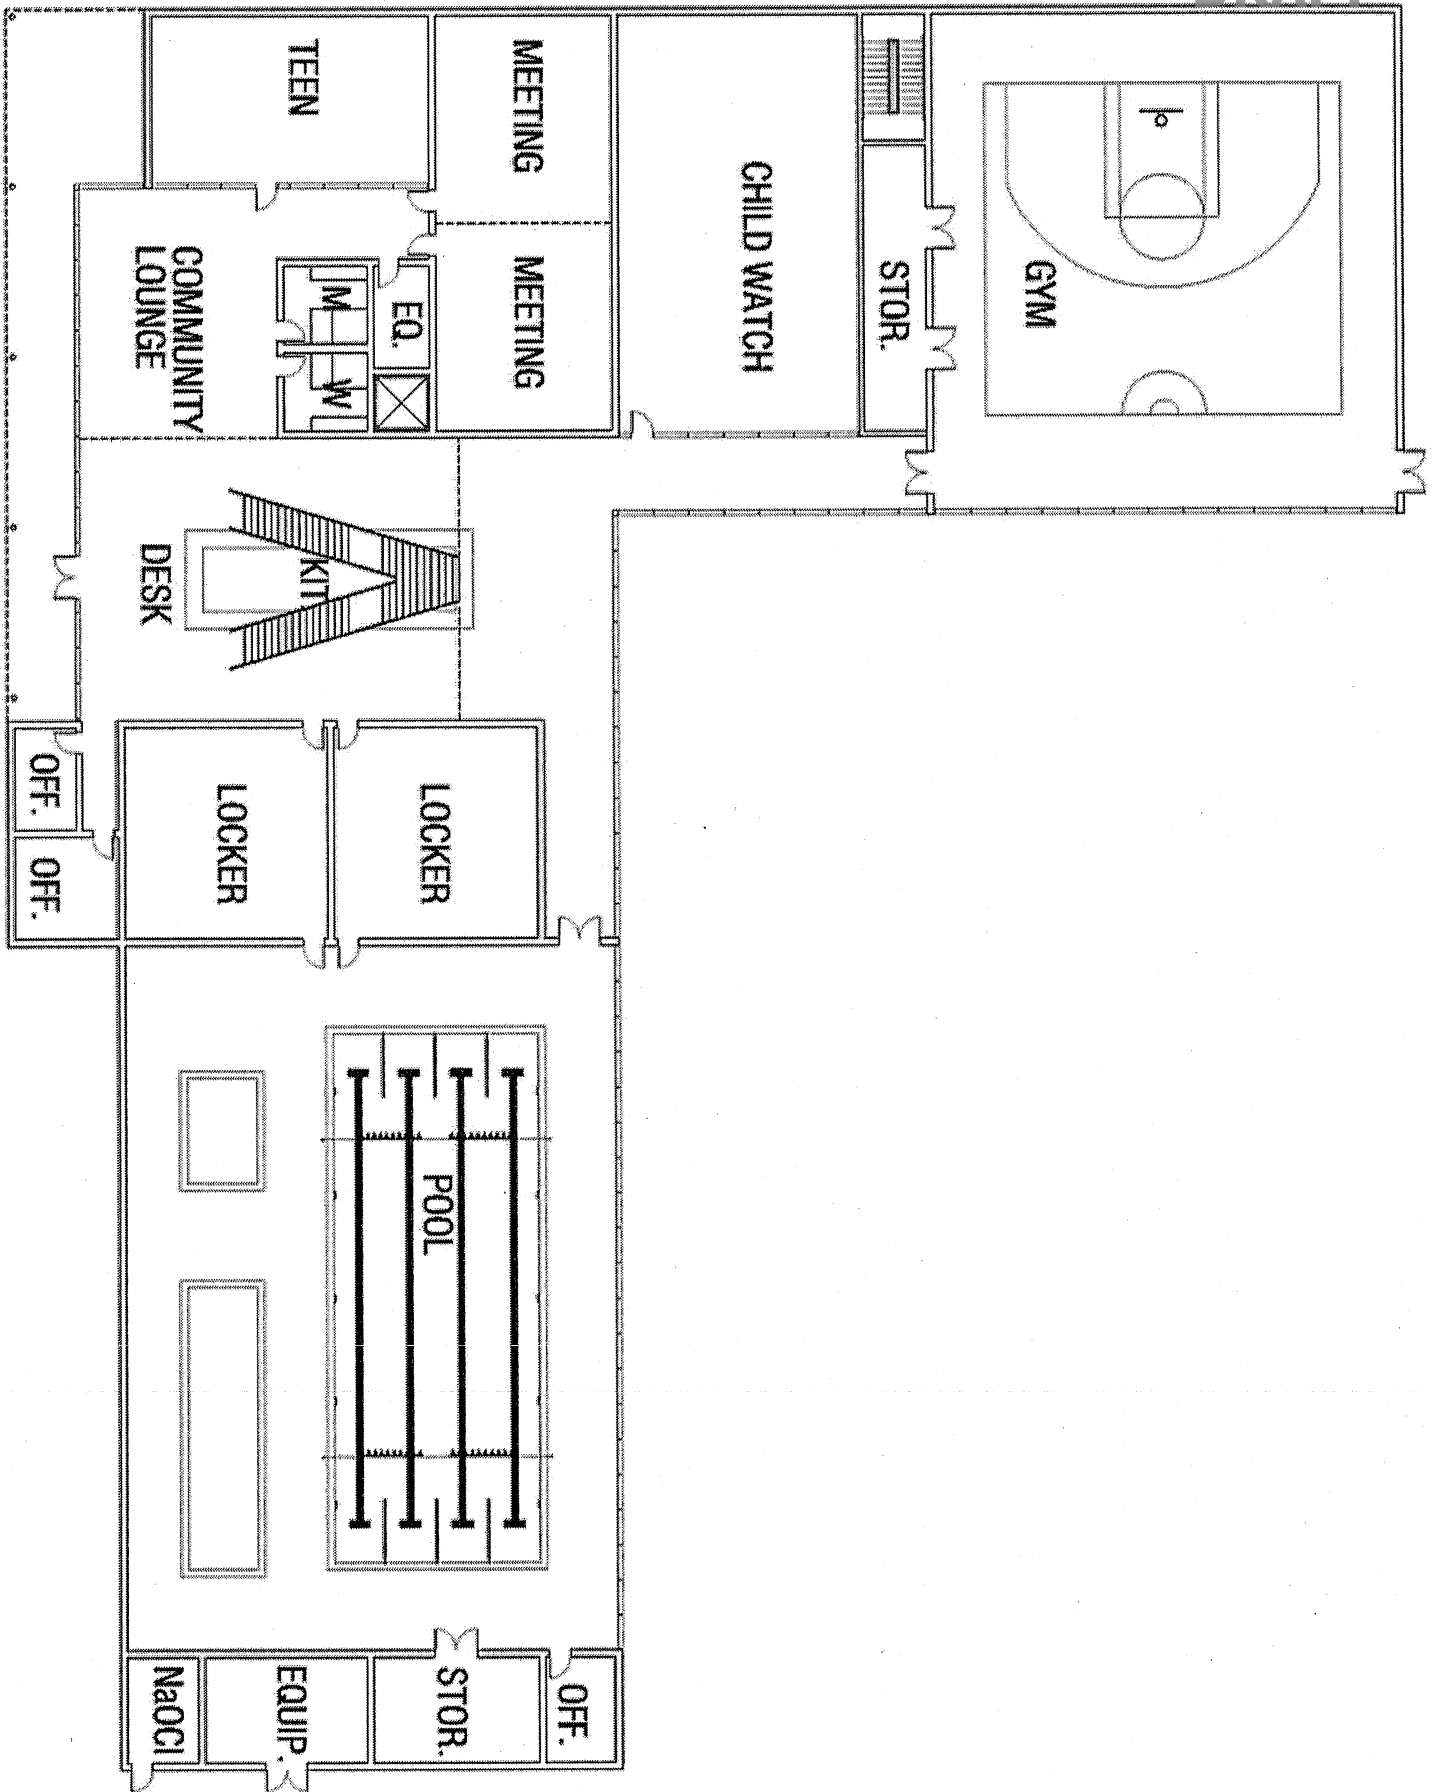 TEEN
MEETING
MEETING
CHILD WATCH
STOR.
GYM
COMMUNITY
LOUNGE
M
W
EQ.
DESK
KIT.
OFF.
OFF.
LOCKER
LOCKER
POOL
NaOCl
EQUIP.
STOR.
OFF.